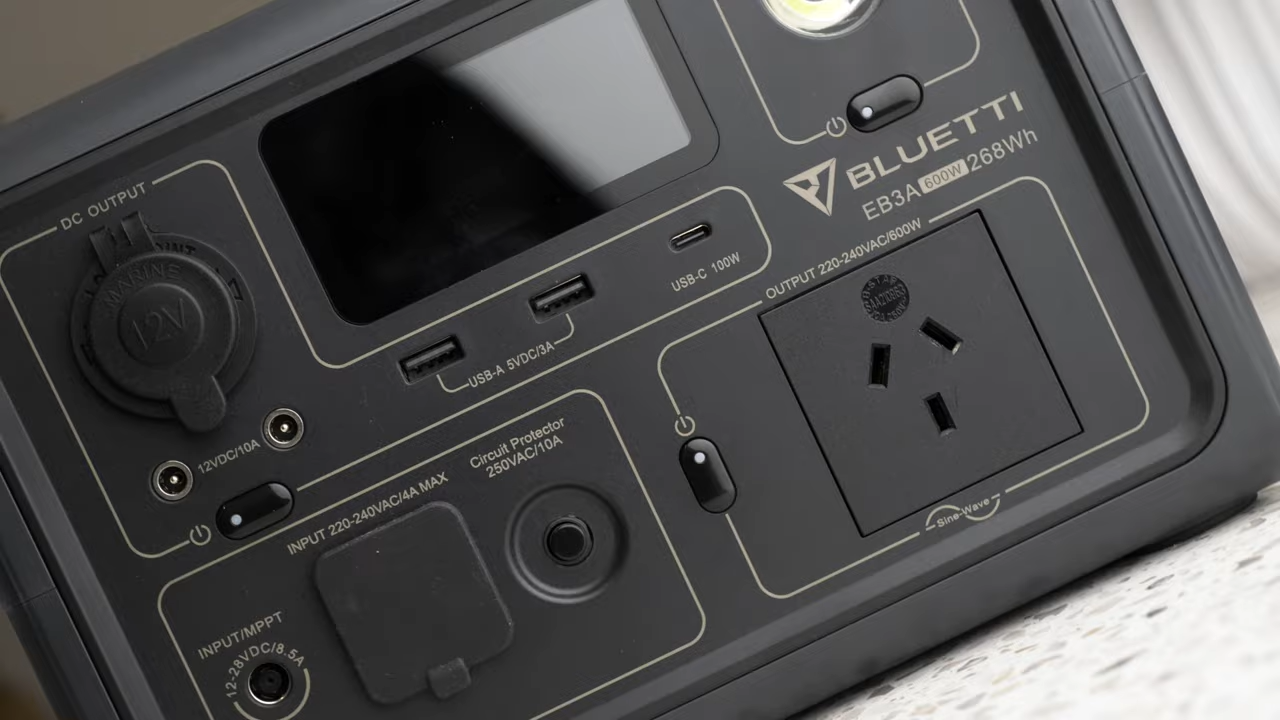 BLUETTI
EB3A 600W 268Wh
DC OUTPUT
MARINE
12V
12VDC/10A
USB-A 5VDC/3A
USB-C 100W
OUTPUT 220-240VAC/600W
Sine-Wave
Circuit Protector
250VAC/10A
INPUT 220-240VAC/4A MAX
INPUT/MPPT
12-28VDC/8.5A